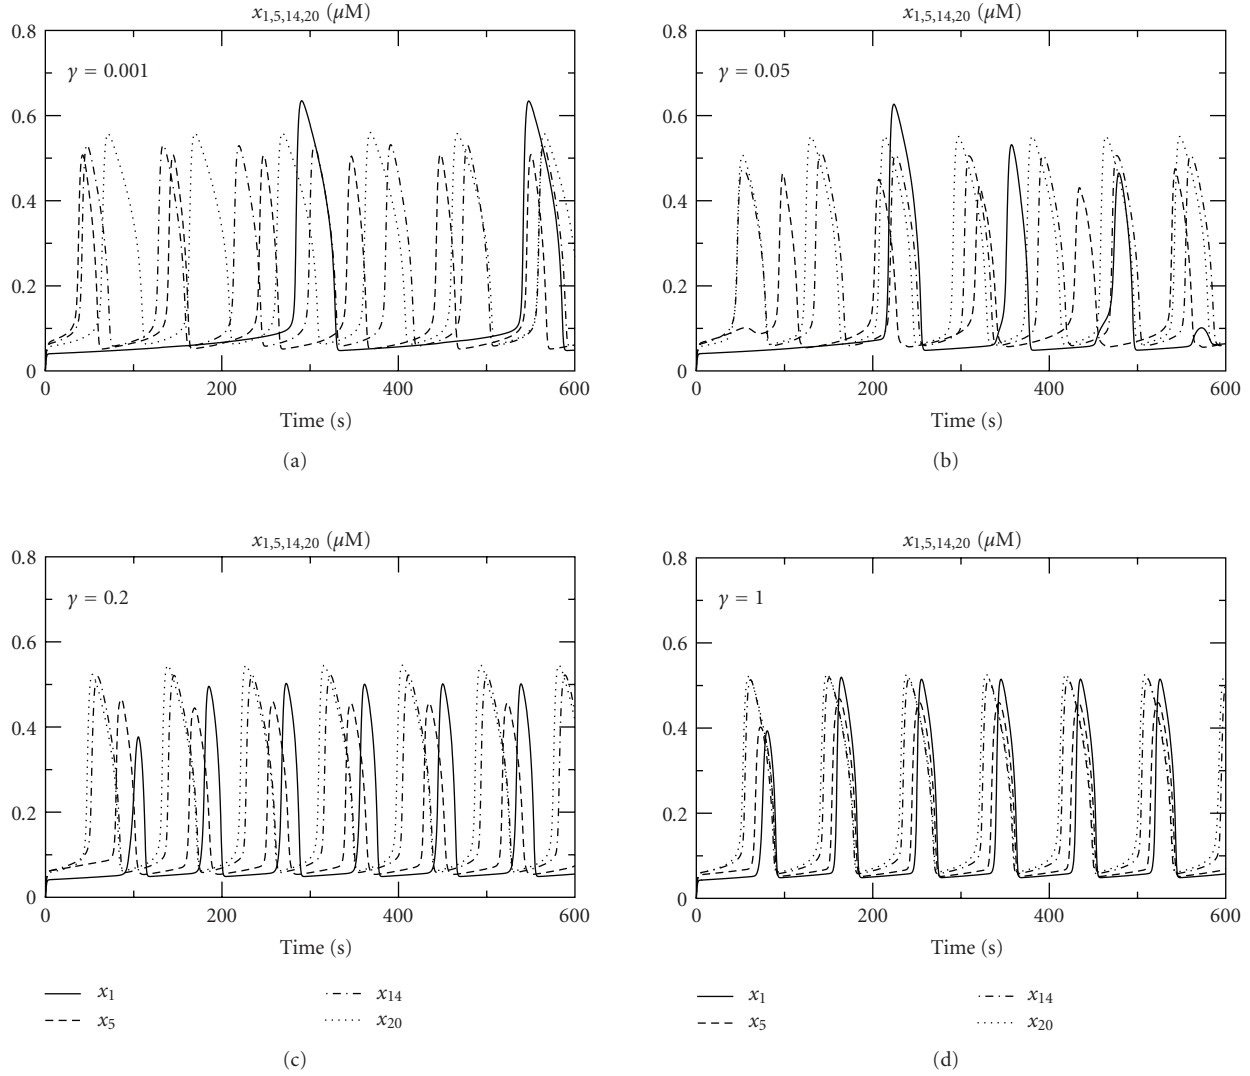 x1,5,14,20 (μM)
x1,5,14,20 (μM)
0.8
0.6
0.4
0.2
0
γ = 0.001
0 200 400 600
Time (s)
(a)
0.8
0.6
0.4
0.2
0
γ = 0.05
0 200 400 600
Time (s)
(b)
x1,5,14,20 (μM)
x1,5,14,20 (μM)
0.8
0.6
0.4
0.2
0
γ = 0.2
0 200 400 600
Time (s)
0.8
0.6
0.4
0.2
0
γ = 1
0 200 400 600
Time (s)
x1 x14
x5 x20
(c)
x1 x14
x5 x20
(d)